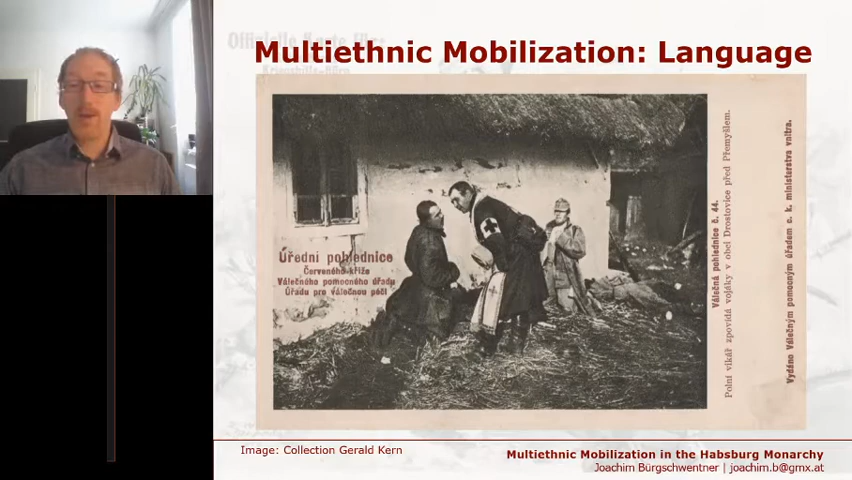 Multiethnic Mobilization: Language
Úřední pohlednice
Červeného kříže
Válečného pomocného úřadu
Úřadu pro válečnou péči
Válečná pohlednice č. 44.
Polní vikář zpovídá vojáky v obci Drostovice před Přemyšlem.
Vydáno Válečným pomocným úřadem c. k. ministerstva vnitra.
Image: Collection Gerald Kern
Multiethnic Mobilization in the Habsburg Monarchy
Joachim Bürgschwentner | joachim.b@gmx.at